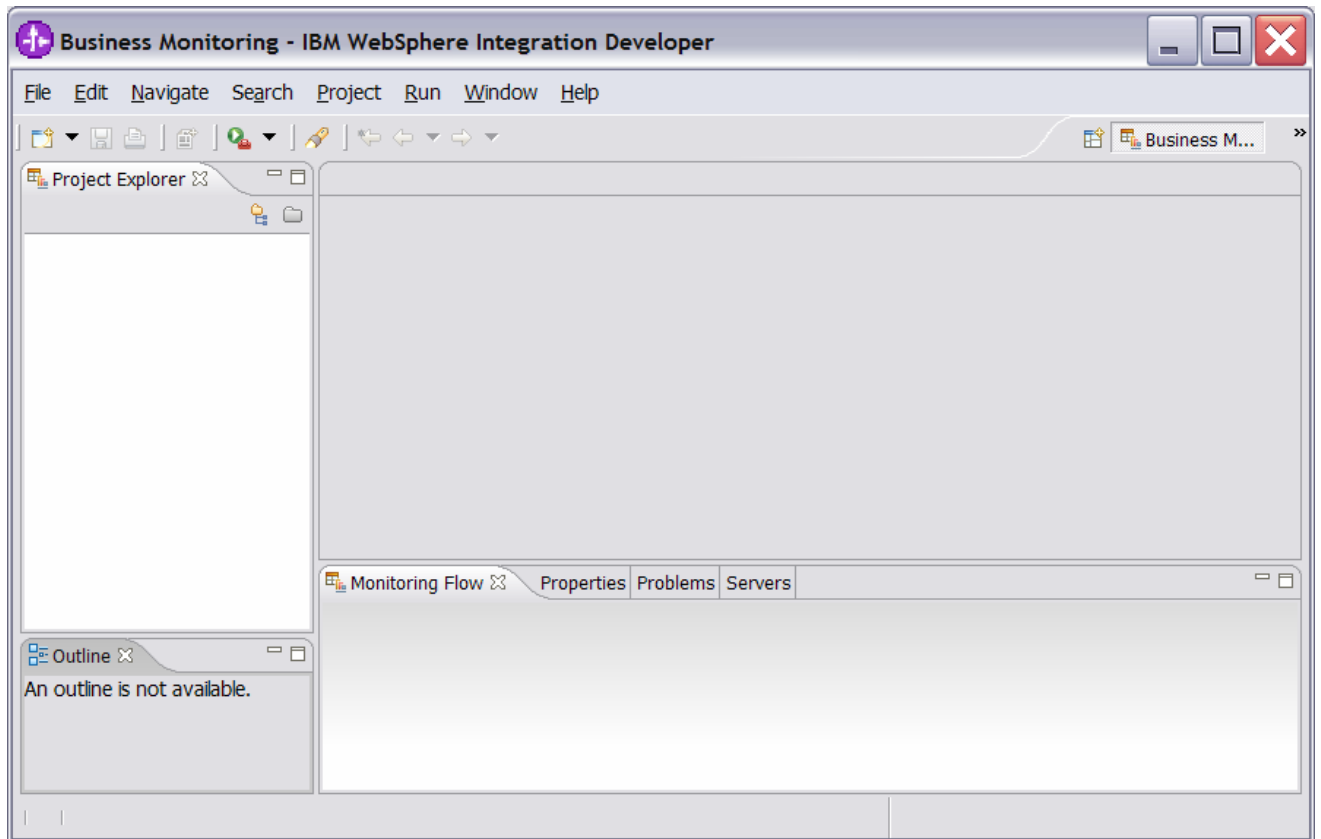 Business Monitoring - IBM WebSphere Integration Developer
File Edit Navigate Search Project Run Window Help
Business M...
Project Explorer
Monitoring Flow Properties Problems Servers
Outline
An outline is not available.